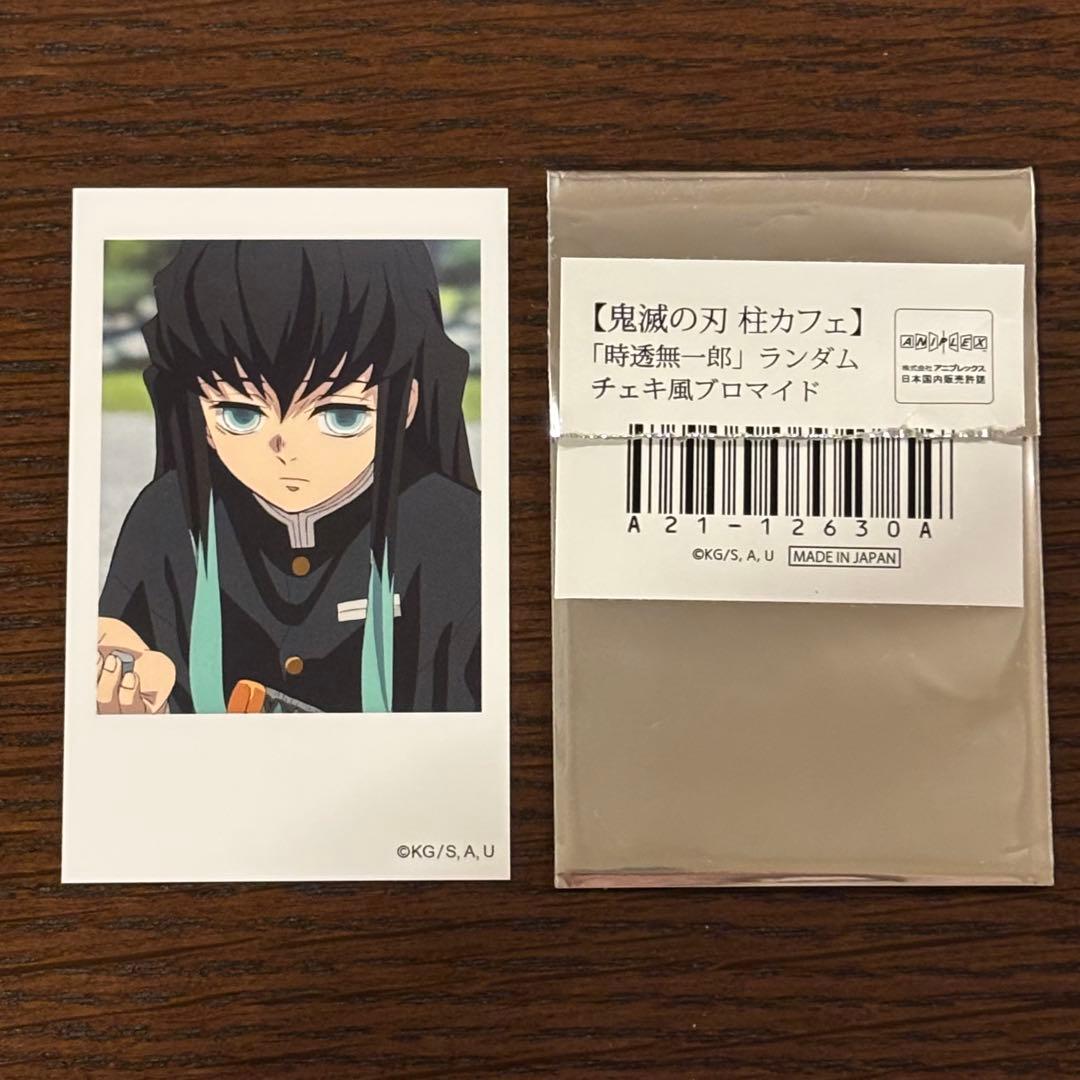 ©KG/S, A, U
【鬼滅の刃 柱カフェ】
「時透無一郎」ランダム
チェキ風ブロマイド
ANIPLEX
株式会社 アニプレックス
日本国内販売許諾
A21-12630A
©KG/S, A, U
MADE IN JAPAN